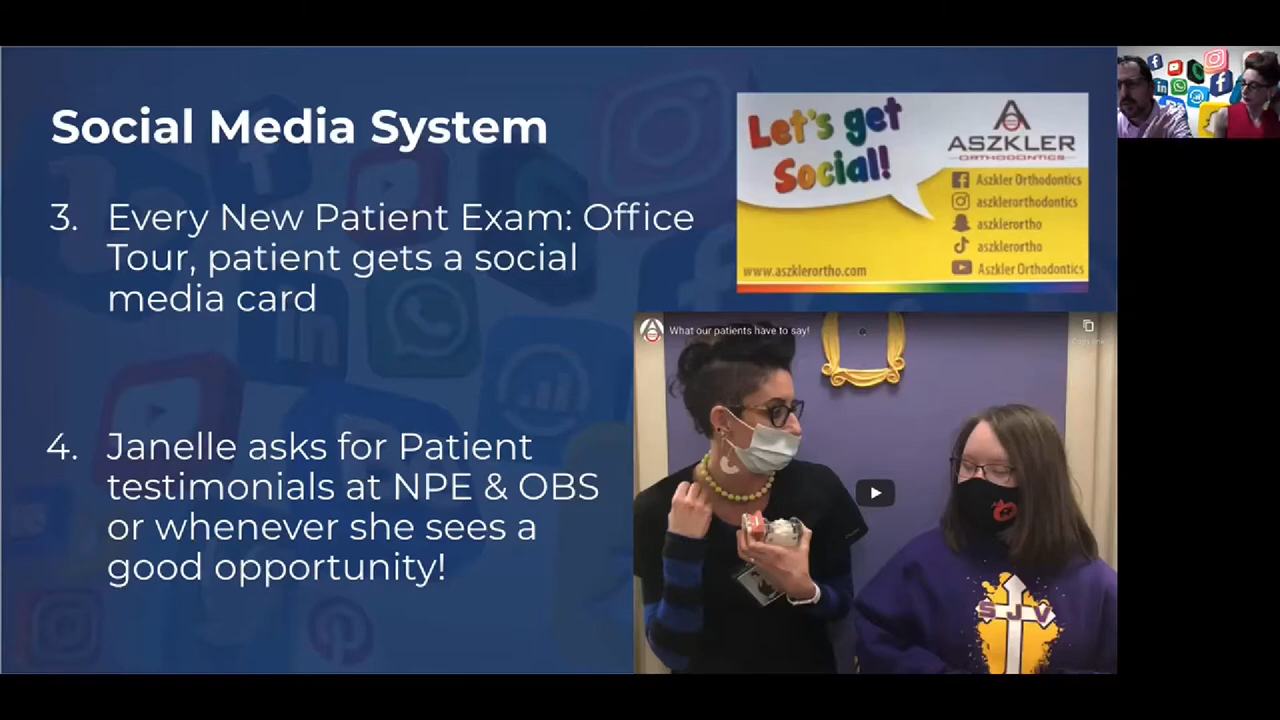 Social Media System
3. Every New Patient Exam: Office
Tour, patient gets a social
media card
4. Janelle asks for Patient
testimonials at NPE & OBS
or whenever she sees a
good opportunity!
Let's get
Social!
ASZKLER
ORTHODONTICS
Aszkler Orthodontics
aszklerorthodontics
aszklerortho
aszklerortho
Aszkler Orthodontics
www.aszklerortho.com
What our patients have to say!
Copy link
SJV